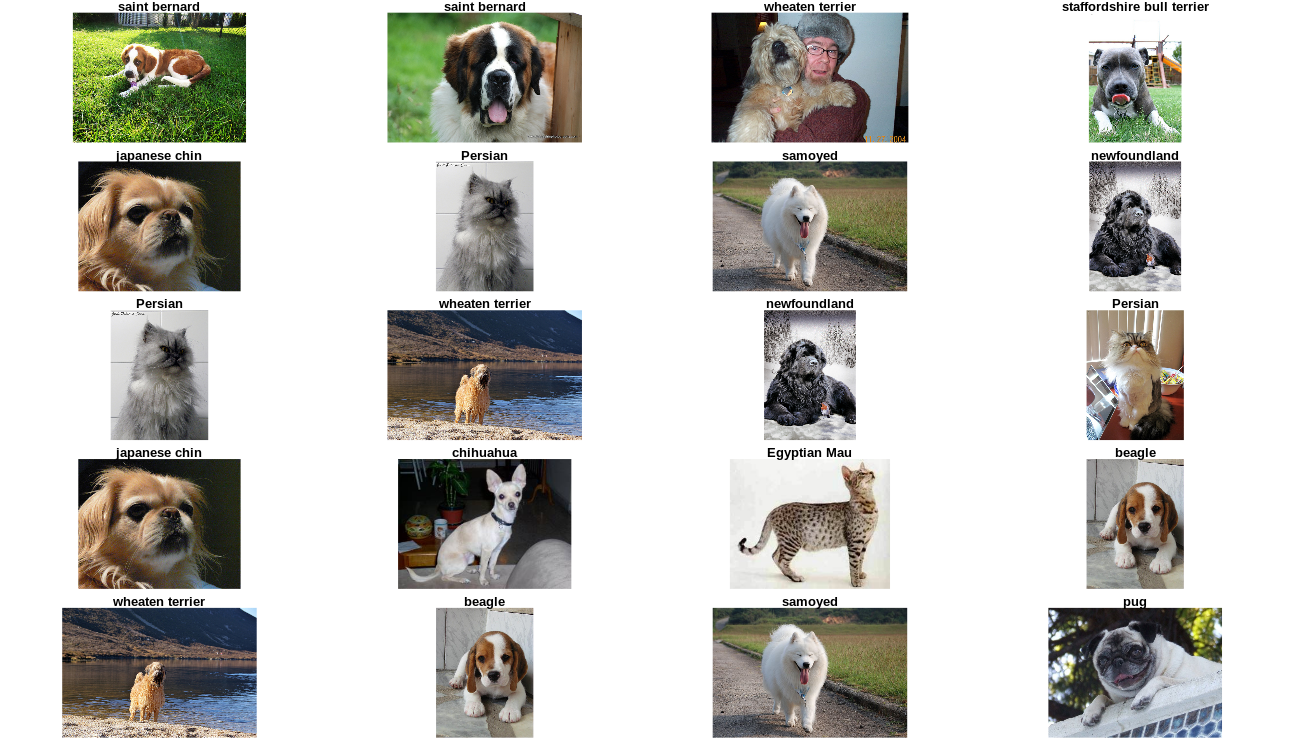 saint bernard
saint bernard
wheaten terrier
staffordshire bull terrier
japanese chin
Persian
samoyed
newfoundland
Persian
wheaten terrier
newfoundland
Persian
japanese chin
chihuahua
Egyptian Mau
beagle
wheaten terrier
beagle
samoyed
pug